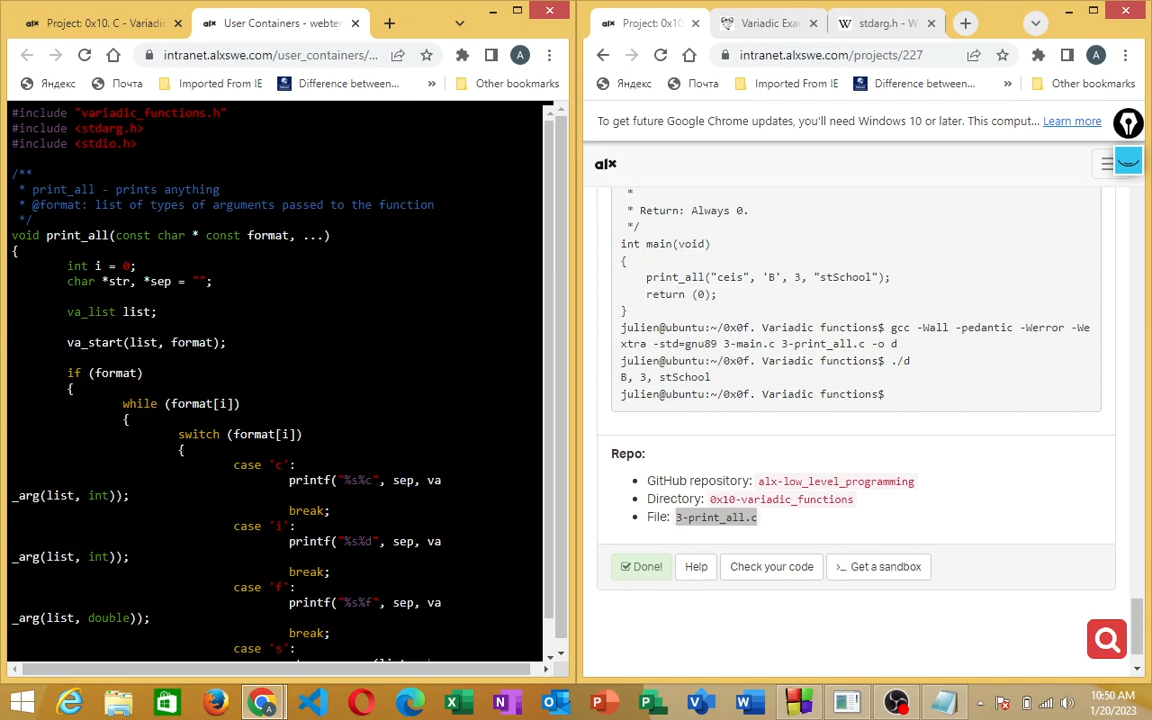 Project: 0x10. C - Variadic
User Containers - webter
intranet.alxswe.com/user_containers/...
A
Яндекс
Почта
Imported From IE
Difference between...
»
Other bookmarks
#include "variadic_functions.h"
#include <stdarg.h>
#include <stdio.h>
/**
 * print_all - prints anything
 * @format: list of types of arguments passed to the function
 */
void print_all(const char * const format, ...)
{
int i = 0;
char *str, *sep = "";
va_list list;
va_start(list, format);
if (format)
{
while (format[i])
{
switch (format[i])
{
case 'c':
printf("%s%c", sep, va
_arg(list, int));
break;
case 'i':
printf("%s%d", sep, va
_arg(list, int));
break;
case 'f':
printf("%s%f", sep, va
_arg(list, double));
break;
case 's':
Project: 0x10
Variadic Exa
stdarg.h - W
intranet.alxswe.com/projects/227
A
Яндекс
Почта
Imported From IE
Difference between...
»
Other bookmarks
To get future Google Chrome updates, you'll need Windows 10 or later. This comput... Learn more
alx
*
* Return: Always 0.
*/
int main(void)
{
print_all("ceis", 'B', 3, "stSchool");
return (0);
}
julien@ubuntu:~/0x0f. Variadic functions$ gcc -Wall -pedantic -Werror -We
xtra -std=gnu89 3-main.c 3-print_all.c -o d
julien@ubuntu:~/0x0f. Variadic functions$ ./d
B, 3, stSchool
julien@ubuntu:~/0x0f. Variadic functions$
Repo:
GitHub repository: alx-low_level_programming
Directory: 0x10-variadic_functions
File: 3-print_all.c
Done!
Help
Check your code
>_ Get a sandbox
10:50 AM
1/20/2023